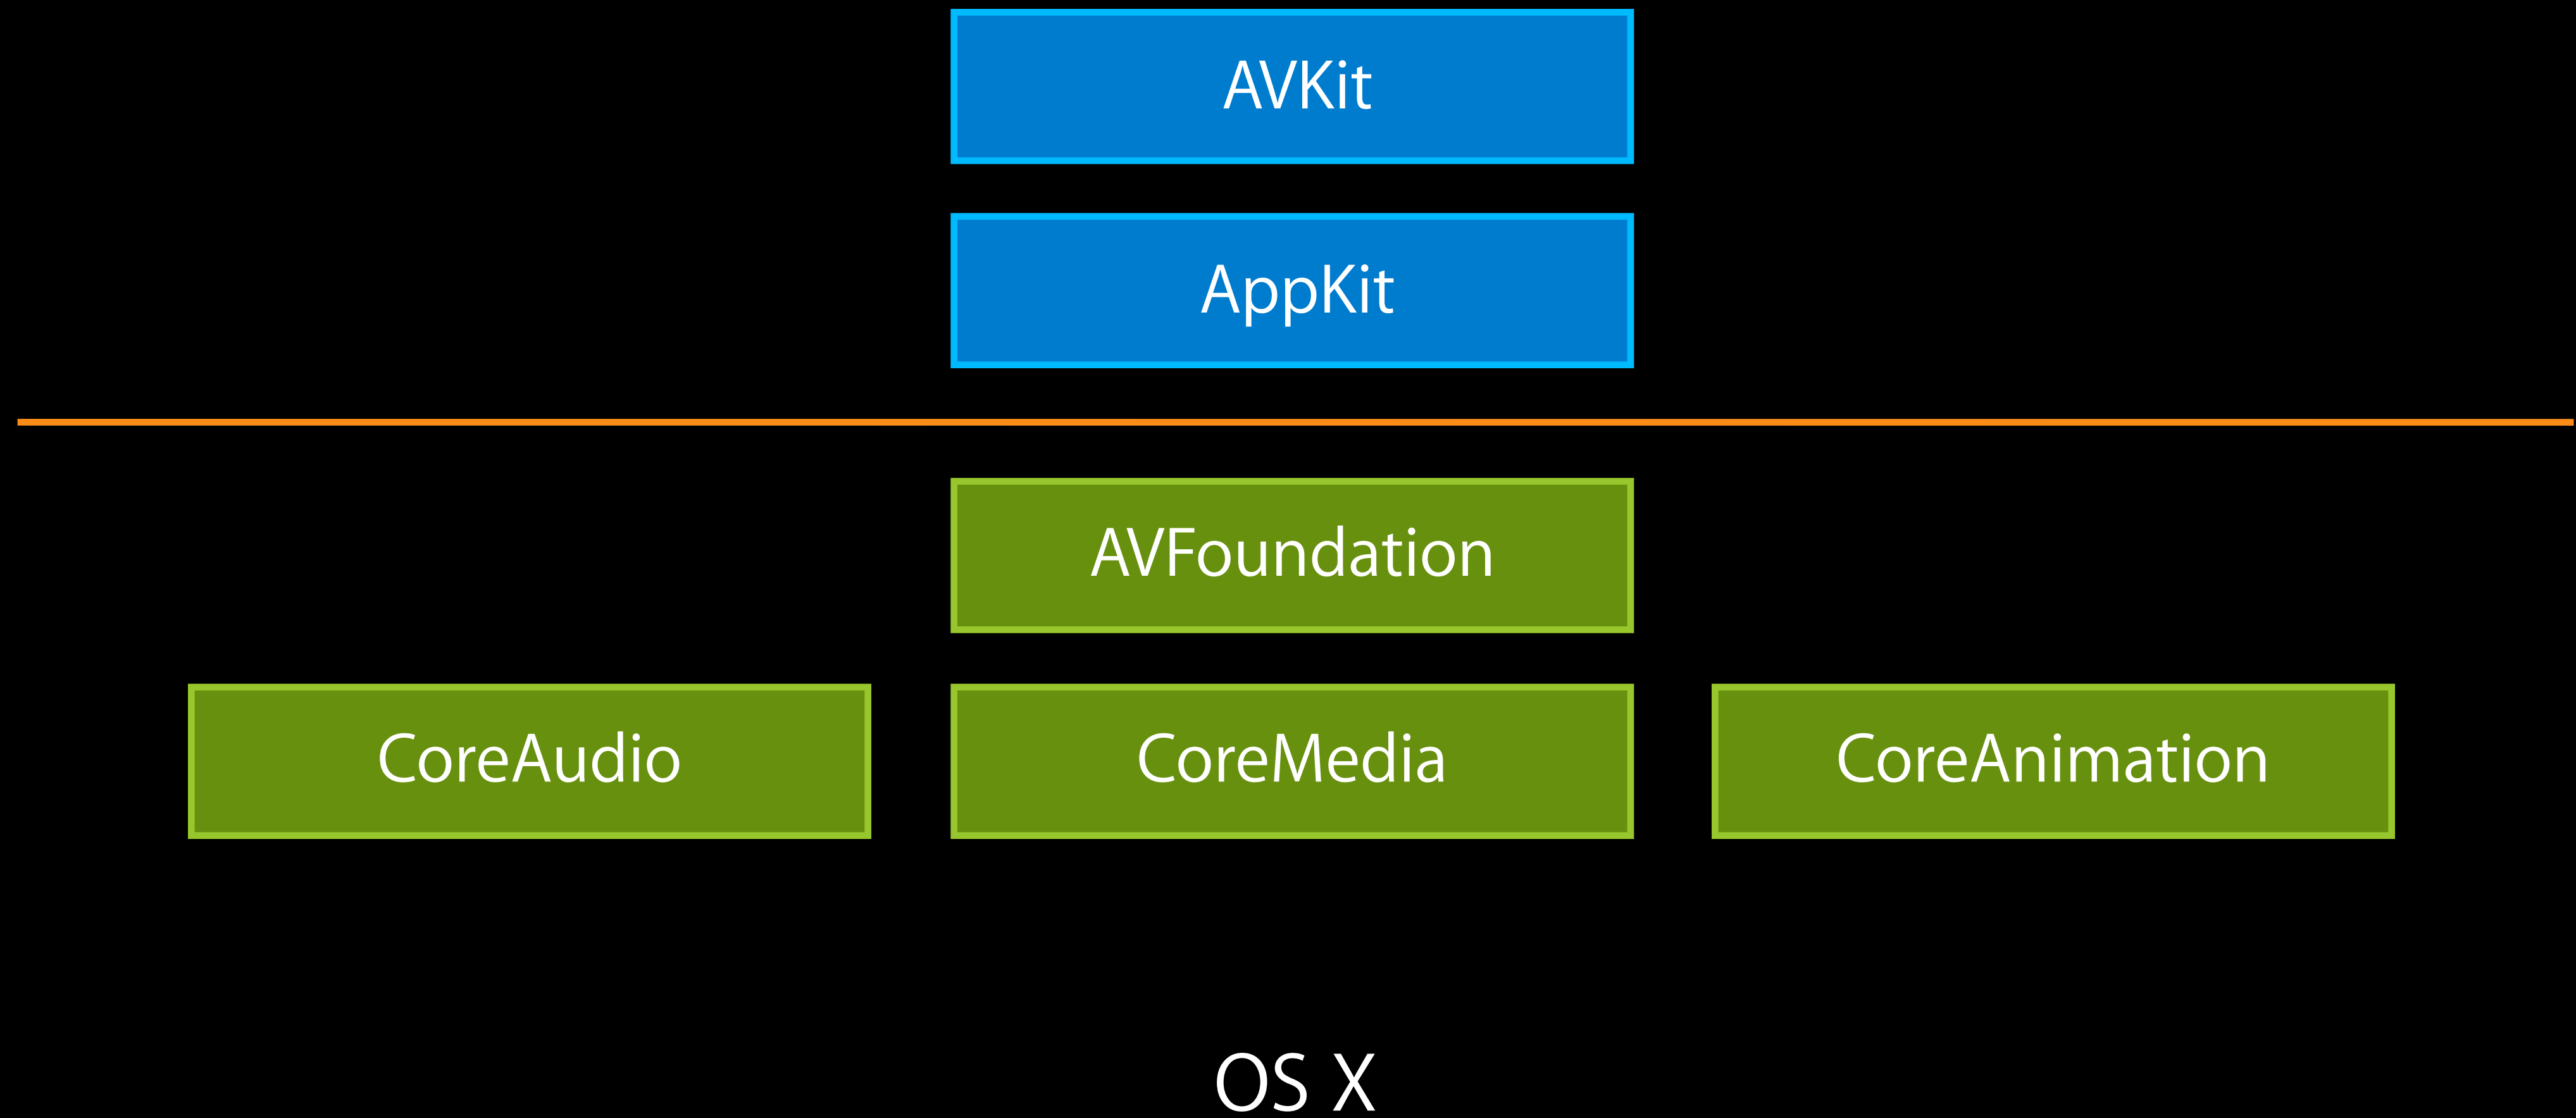 AVKit
AppKit
AVFoundation
CoreAudio
CoreMedia
CoreAnimation
OS X